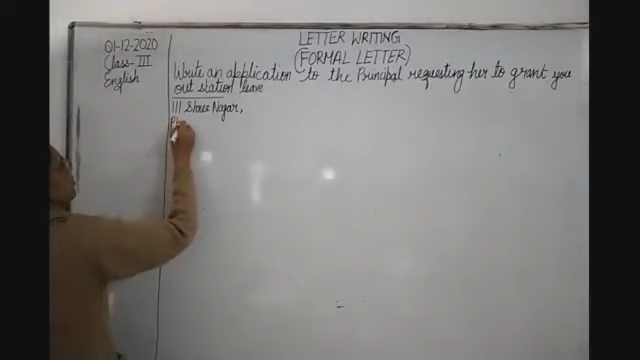 LETTER WRITING
(FORMAL LETTER)
01-12-2020
Class-III
English
Write an application to the Principal requesting her to grant you
out station leave
111 Shree Nagar,
Ph